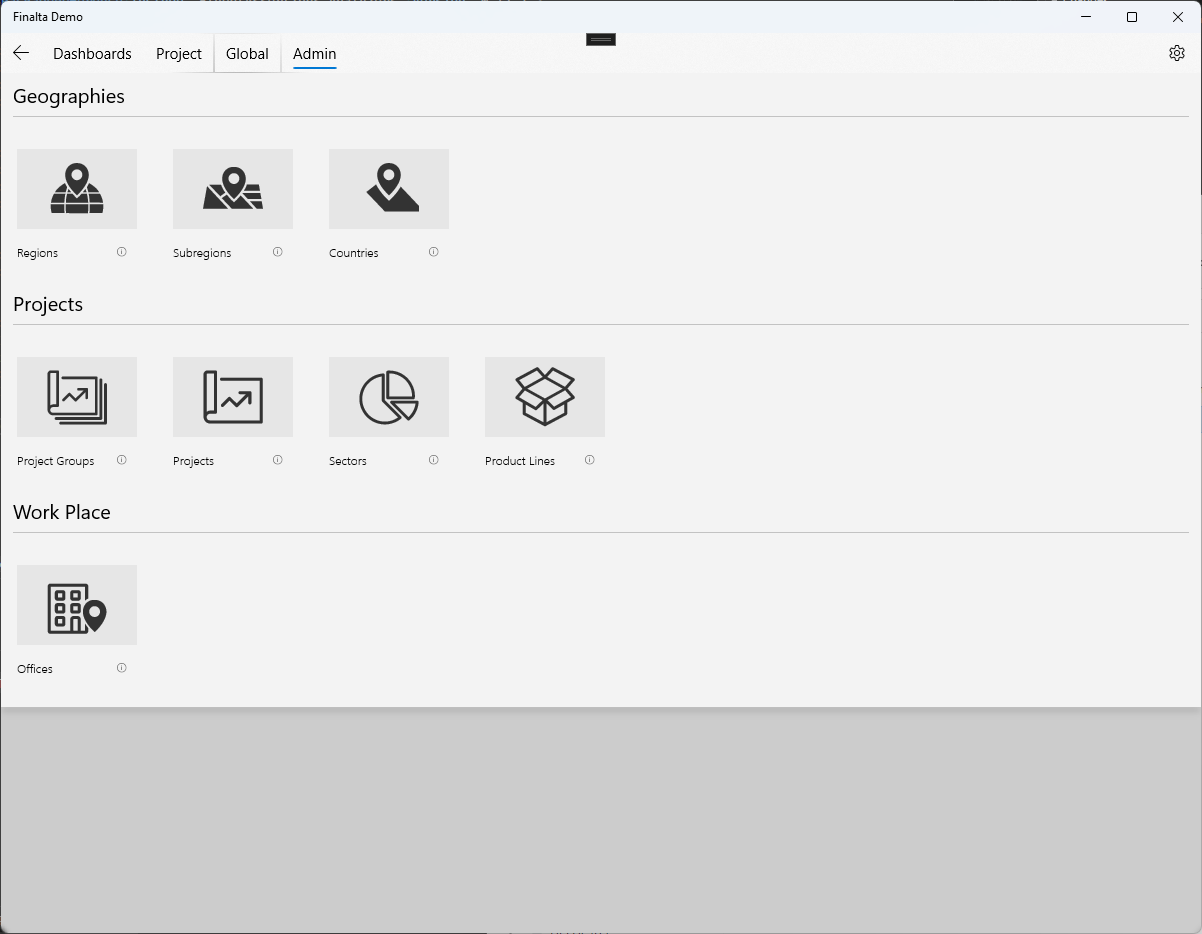 Finalta Demo
Dashboards Project Global Admin
Geographies
Regions Subregions Countries
Projects
Project Groups Projects Sectors Product Lines
Work Place
Offices